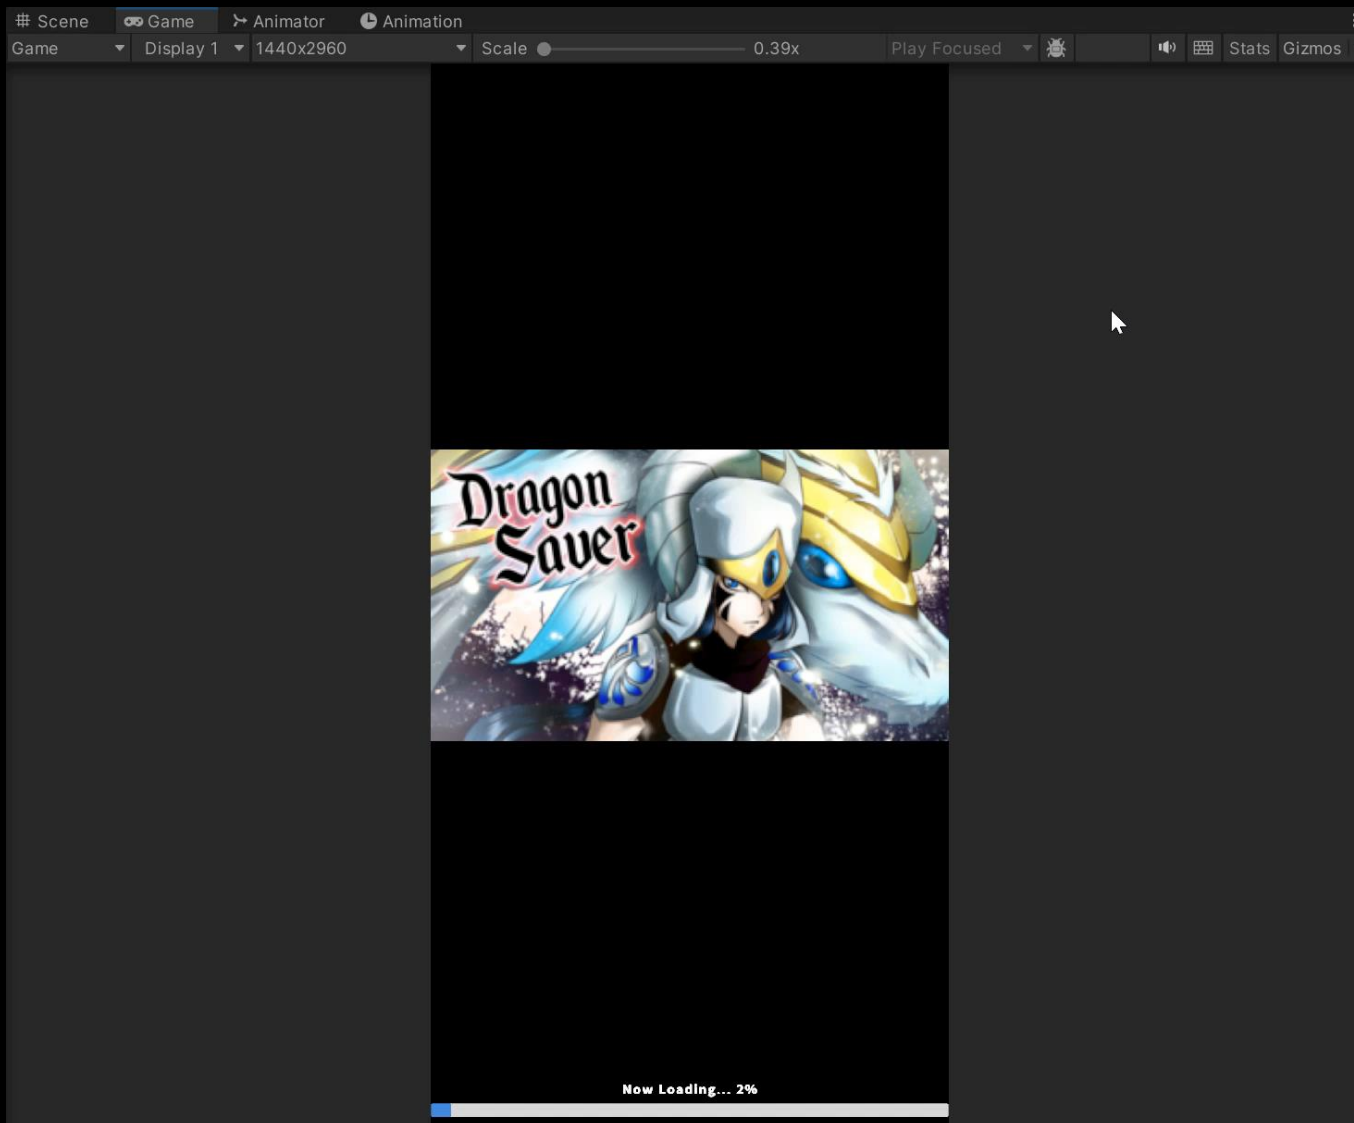 Scene Game Animator Animation
Game Display 1 1440x2960 Scale 0.39x Play Focused Stats Gizmos
Dragon
Saver
Now Loading... 2%